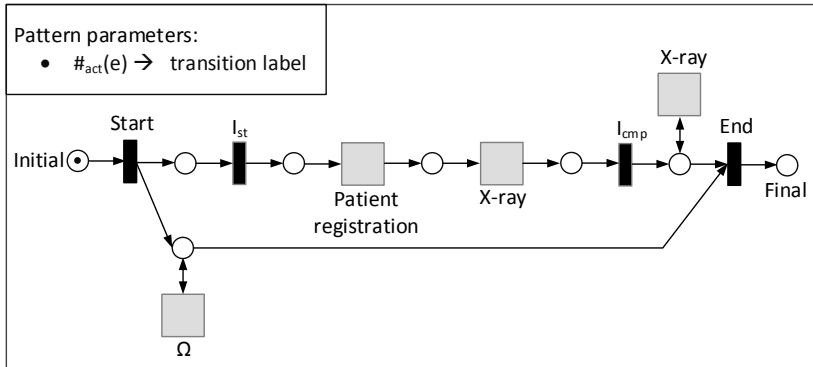 Pattern parameters:
• #act(e) → transition label
X-ray
Start
Ist
Icmp
End
Initial
Patient
registration
X-ray
Final
Ω